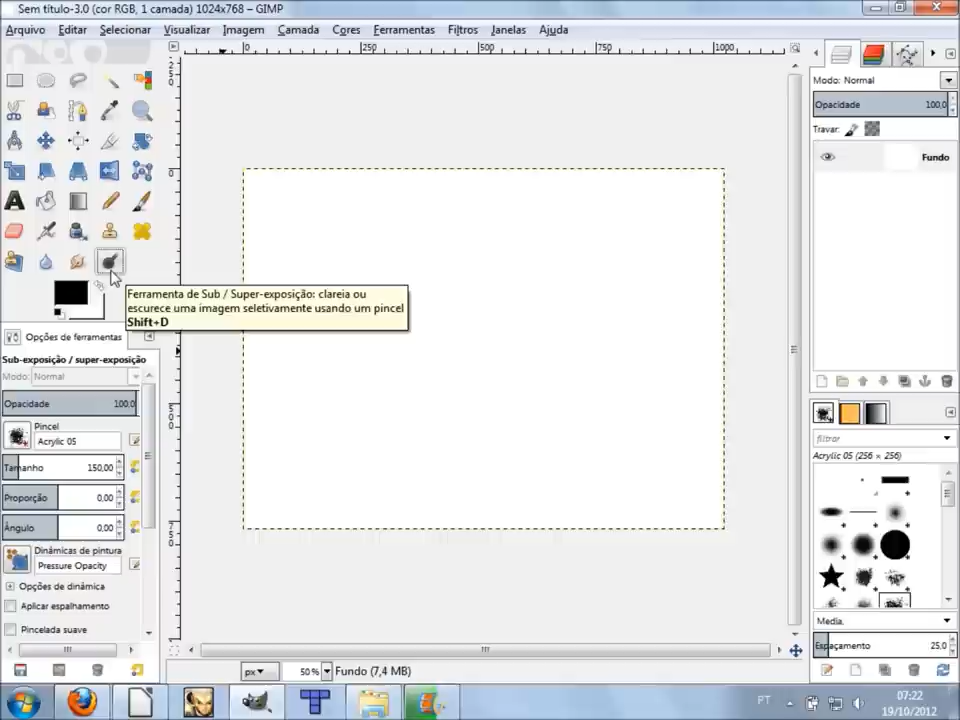 Sem título-3.0 (cor RGB, 1 camada) 1024x768 – GIMP
Arquivo Editar Selecionar Visualizar Imagem Camada Cores Ferramentas Filtros Janelas Ajuda
0 250 500 750 1000
Modo: Normal
Opacidade 100,0
Travar:
Fundo
0
500
750
Ferramenta de Sub / Super-exposição: clareia ou
escurece uma imagem seletivamente usando um pincel
Shift+D
Opções de ferramentas
Sub-exposição / super-exposição
Modo: Normal
Opacidade 100,0
Pincel
Acrylic 05
Tamanho 150,00
Proporção 0,00
Ângulo 0,00
Dinâmicas de pintura
Pressure Opacity
Opções de dinâmica
Aplicar espalhamento
Pincelada suave
filtrar
Acrylic 05 (256 × 256)
Media,
Espaçamento 25,0
px 50% Fundo (7,4 MB)
PT
07:22
19/10/2012